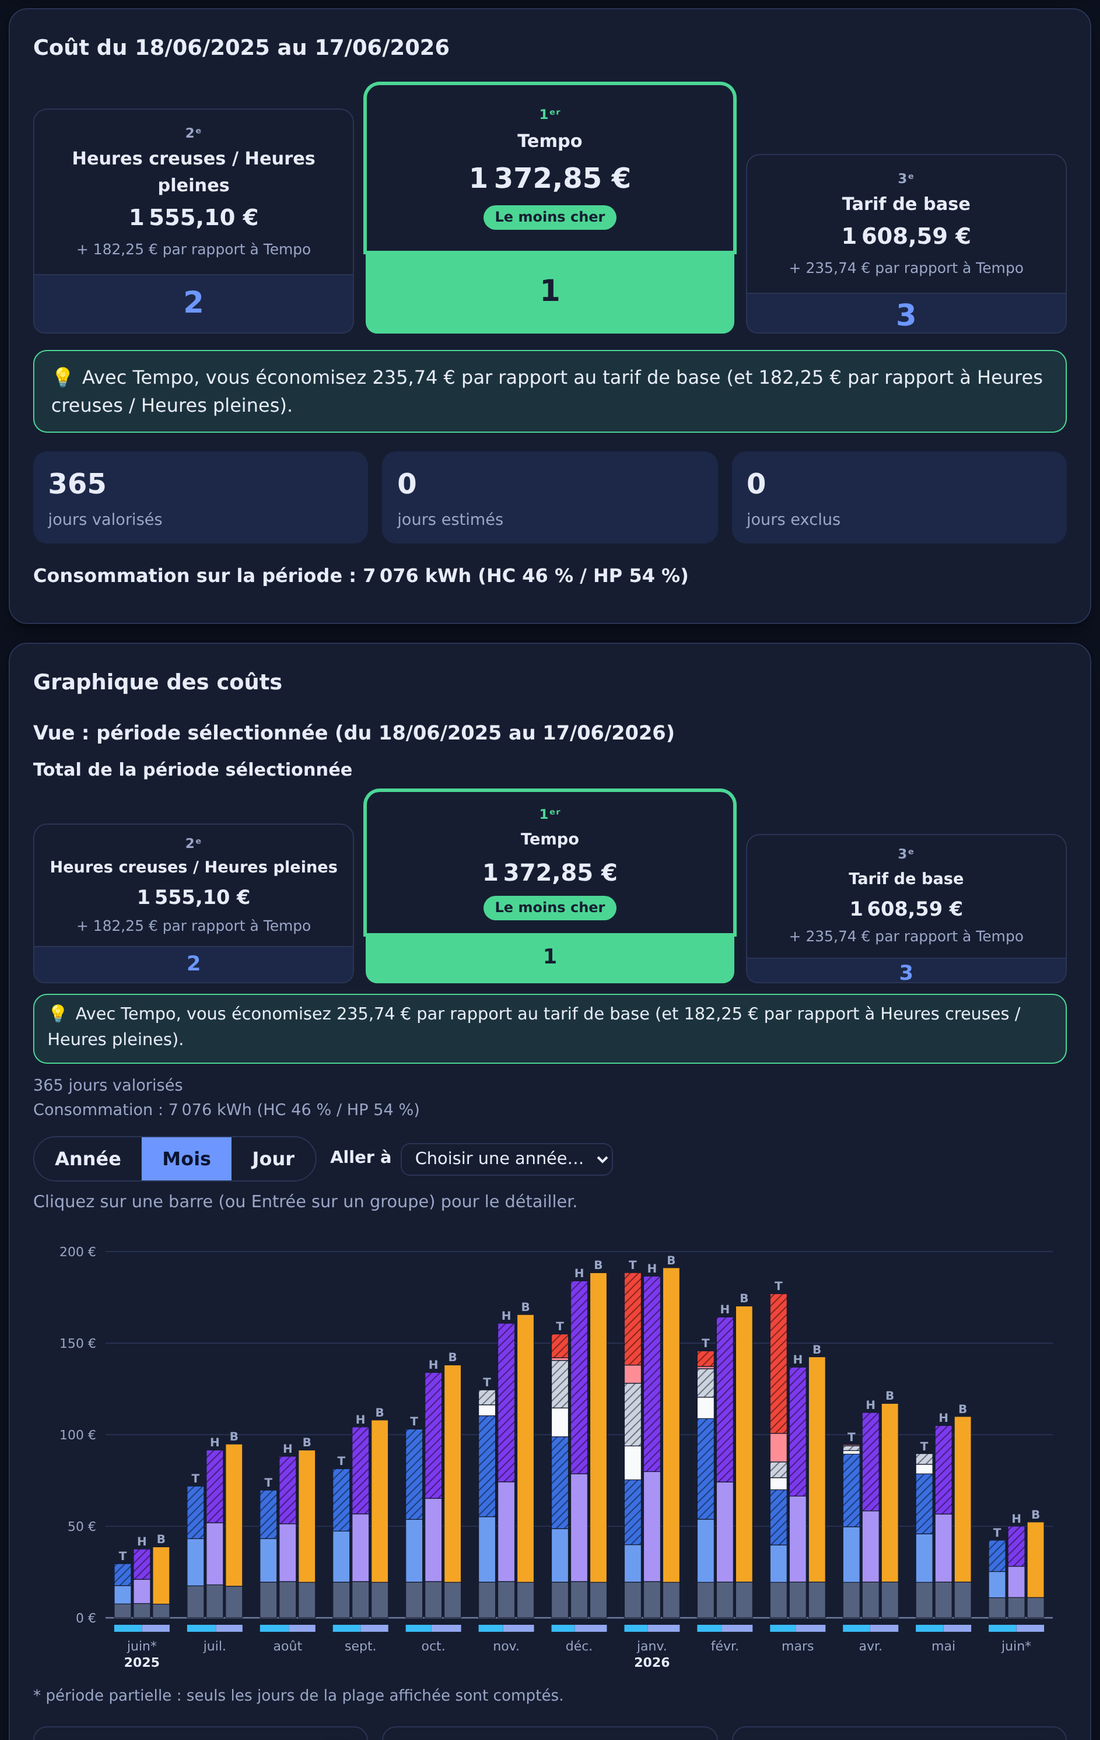 Coût du 18/06/2025 au 17/06/2026
2ᵉ
Heures creuses / Heures
pleines
1 555,10 €
+ 182,25 € par rapport à Tempo
2
1ᵉʳ
Tempo
1 372,85 €
Le moins cher
1
3ᵉ
Tarif de base
1 608,59 €
+ 235,74 € par rapport à Tempo
3
💡 Avec Tempo, vous économisez 235,74 € par rapport au tarif de base (et 182,25 € par rapport à Heures
creuses / Heures pleines).
365
jours valorisés
0
jours estimés
0
jours exclus
Consommation sur la période : 7 076 kWh (HC 46 % / HP 54 %)
Graphique des coûts
Vue : période sélectionnée (du 18/06/2025 au 17/06/2026)
Total de la période sélectionnée
2ᵉ
Heures creuses / Heures pleines
1 555,10 €
+ 182,25 € par rapport à Tempo
2
1ᵉʳ
Tempo
1 372,85 €
Le moins cher
1
3ᵉ
Tarif de base
1 608,59 €
+ 235,74 € par rapport à Tempo
3
💡 Avec Tempo, vous économisez 235,74 € par rapport au tarif de base (et 182,25 € par rapport à Heures creuses /
Heures pleines).
365 jours valorisés
Consommation : 7 076 kWh (HC 46 % / HP 54 %)
Année Mois Jour Aller à Choisir une année...
Cliquez sur une barre (ou Entrée sur un groupe) pour le détailler.
200 €
150 €
100 €
50 €
0 €
T H B
T H B
T H B
T H B
T H B
T H B
T H B
T H B
T H B
T H B
T H B
T H B
T H B
juin* juil. août sept. oct. nov. déc. janv. févr. mars avr. mai juin*
2025 2026
* période partielle : seuls les jours de la plage affichée sont comptés.